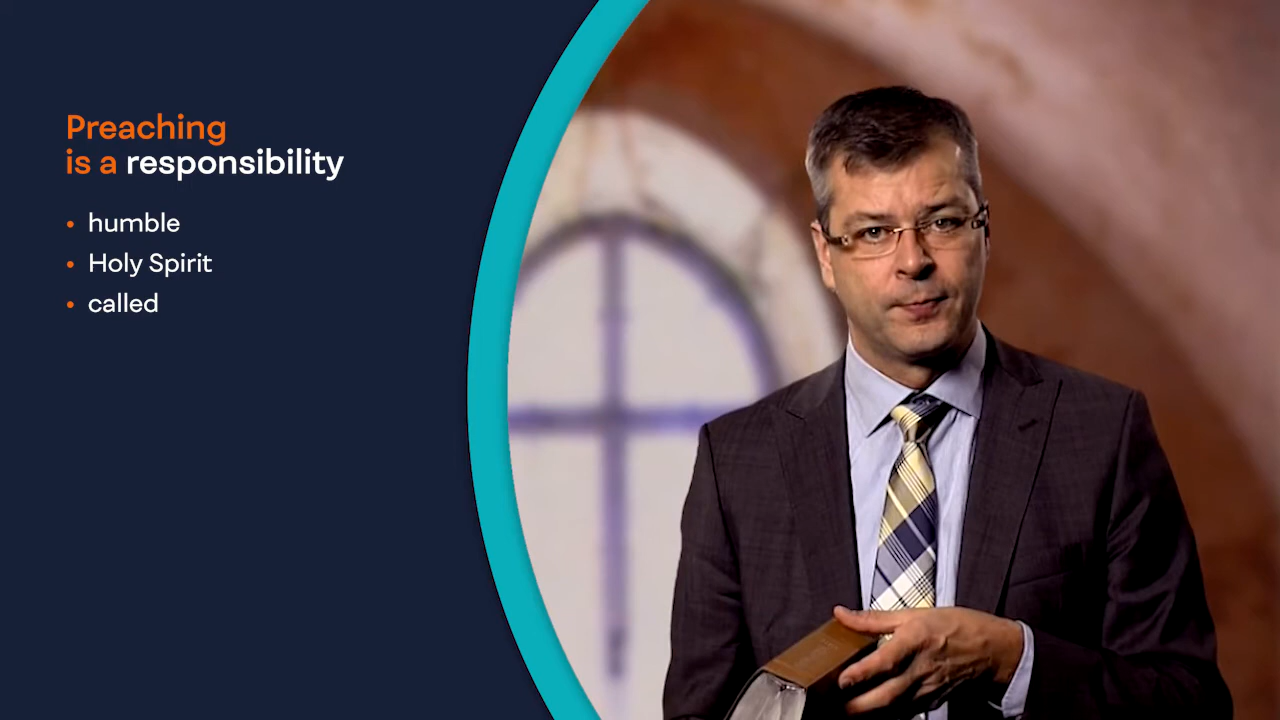 Preaching
is a responsibility
• humble
• Holy Spirit
• called